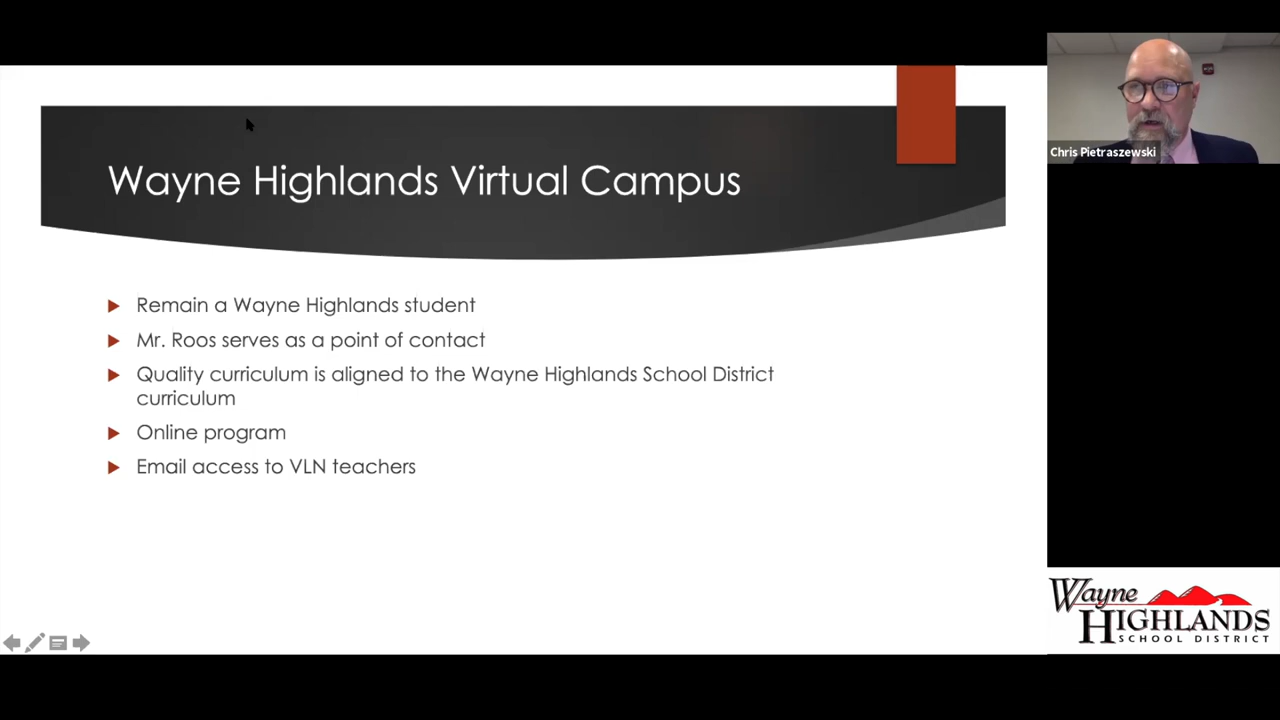 Wayne Highlands Virtual Campus
Remain a Wayne Highlands student
Mr. Roos serves as a point of contact
Quality curriculum is aligned to the Wayne Highlands School District
curriculum
Online program
Email access to VLN teachers
Chris Pietraszewski
Wayne
HIGHLANDS
SCHOOL DISTRICT